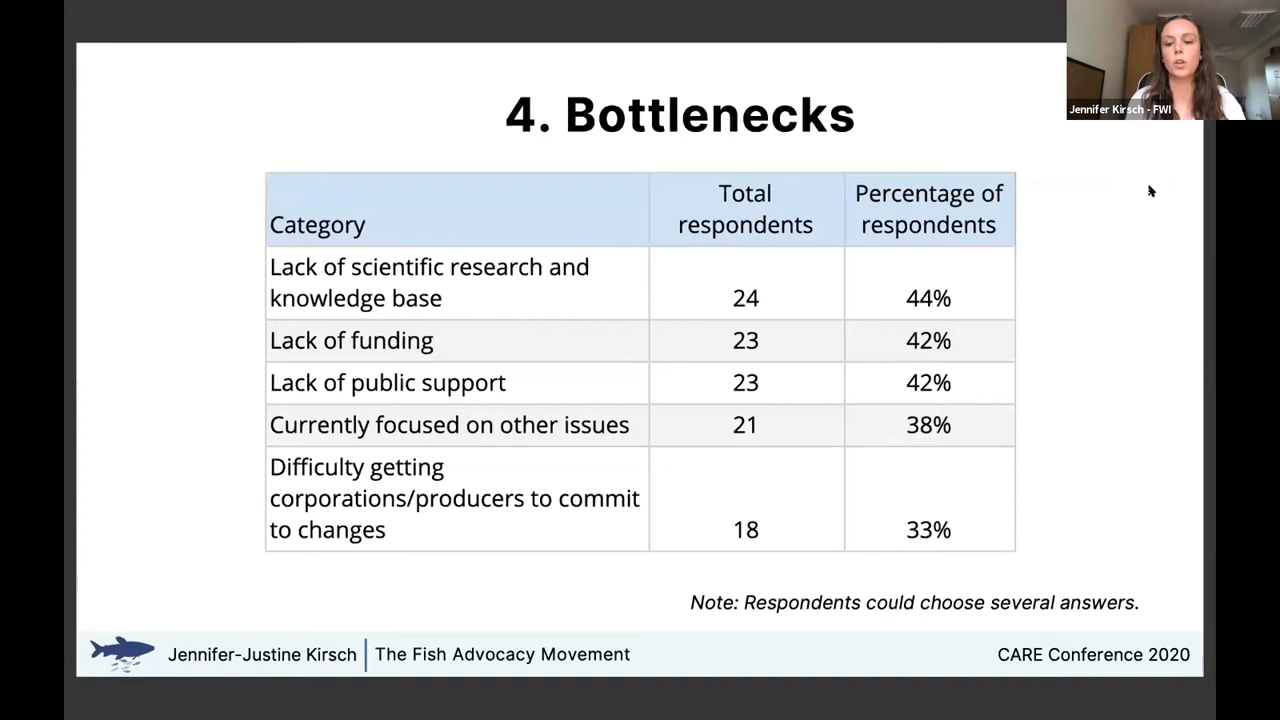 Jennifer Kirsch - FWI
4. Bottlenecks
Category
Total
respondents
Percentage of
respondents
Lack of scientific research and
knowledge base
24
44%
Lack of funding
23
42%
Lack of public support
23
42%
Currently focused on other issues
21
38%
Difficulty getting
corporations/producers to commit
to changes
18
33%
Note: Respondents could choose several answers.
Jennifer-Justine Kirsch
The Fish Advocacy Movement
CARE Conference 2020